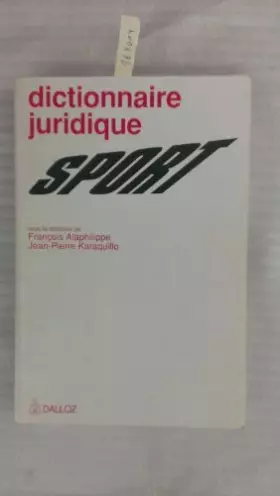 dictionnaire
juridique
SPORT
sous la direction de
François Alaphilippe
Jean-Pierre Karaquillo
DALLOZ